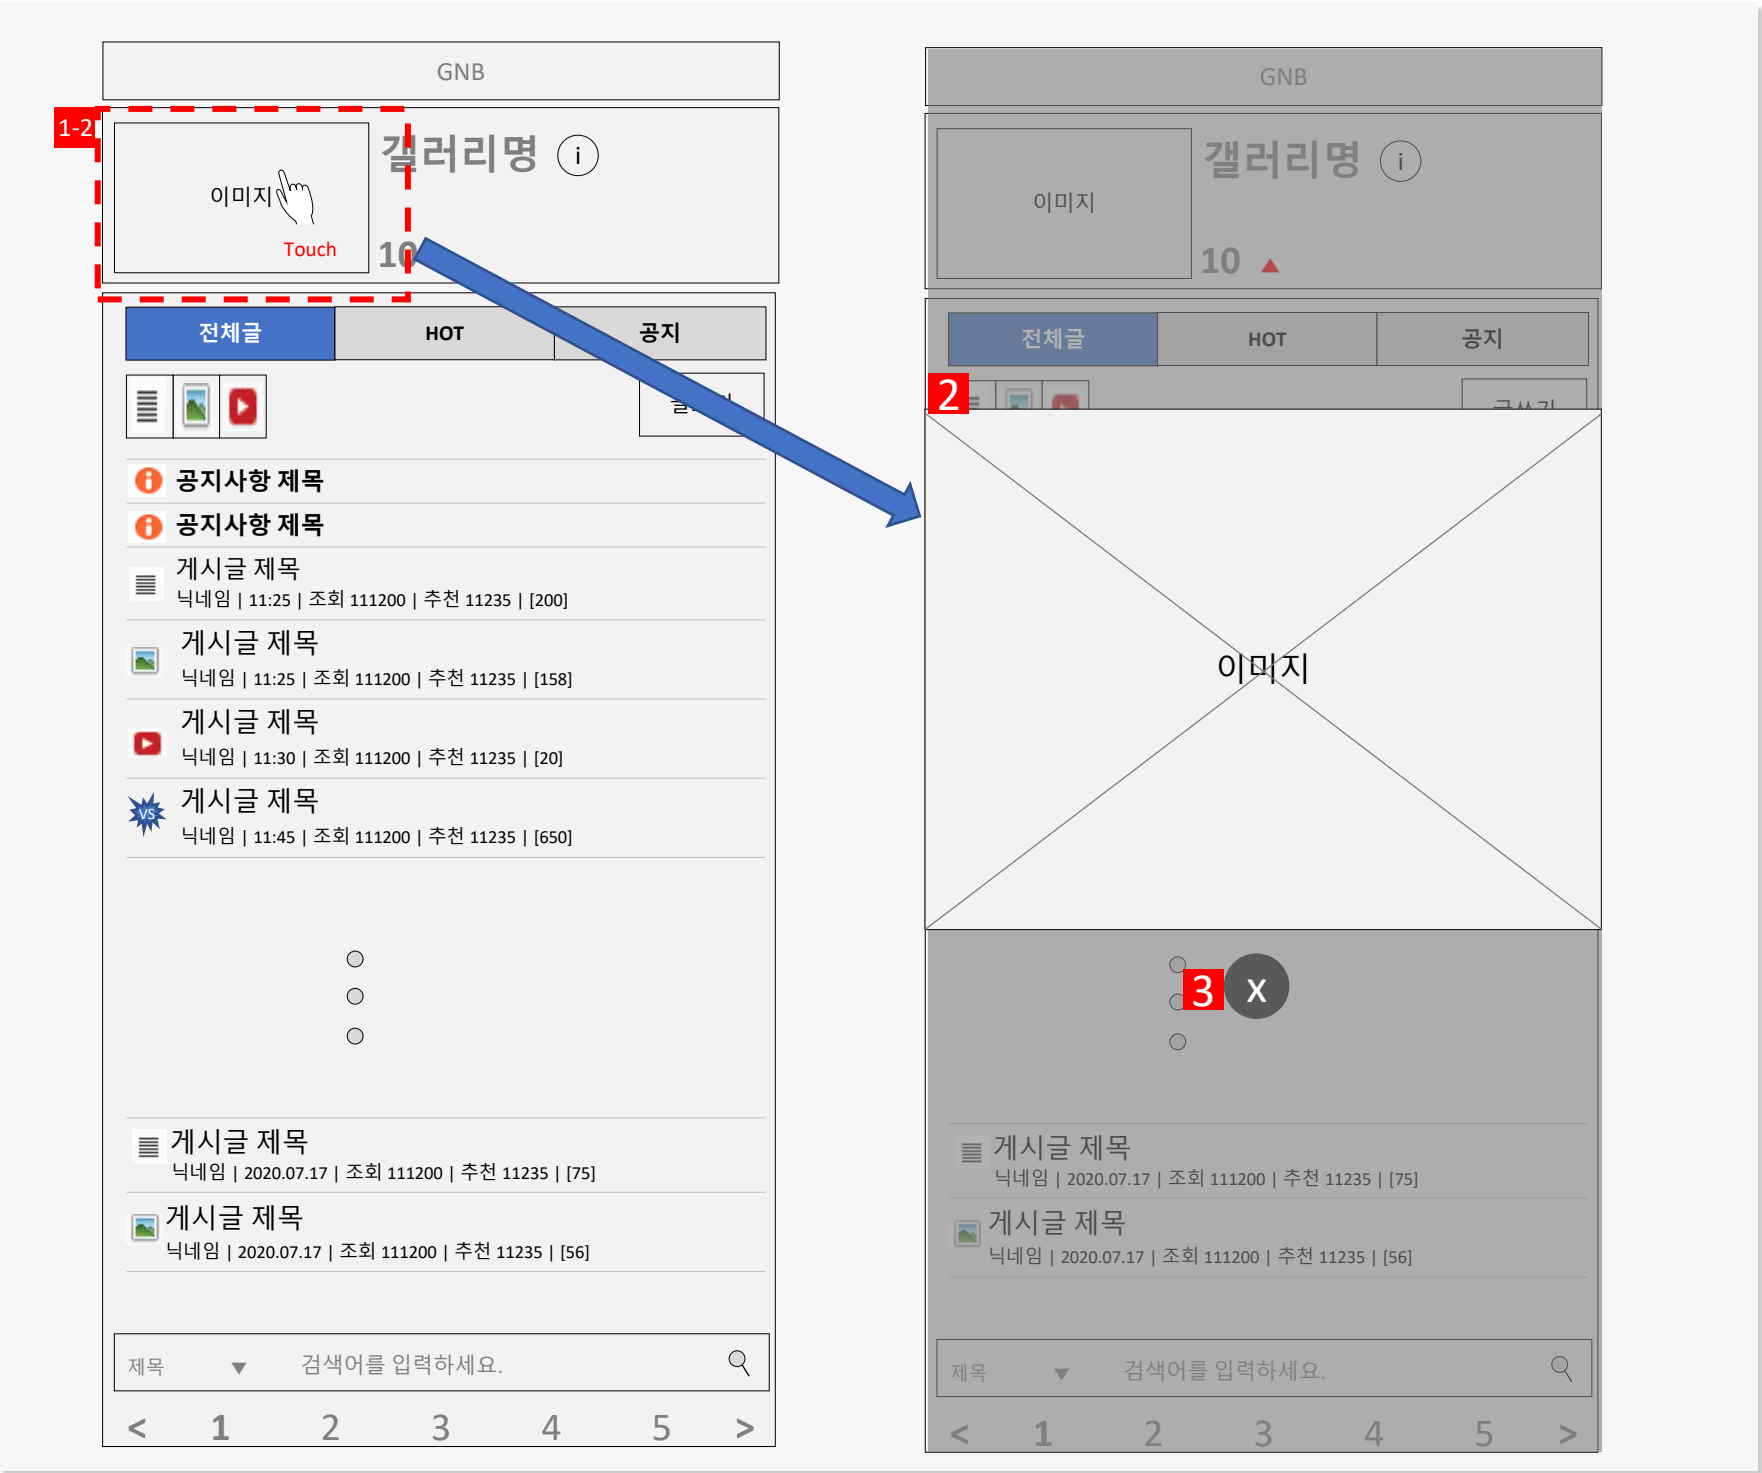 GNB
1-2
이미지
Touch
갤러리명 i
10
전체글 HOT 공지
공지사항 제목
공지사항 제목
게시글 제목
닉네임 | 11:25 | 조회 111200 | 추천 11235 | [200]
게시글 제목
닉네임 | 11:25 | 조회 111200 | 추천 11235 | [158]
게시글 제목
닉네임 | 11:30 | 조회 111200 | 추천 11235 | [20]
VS
게시글 제목
닉네임 | 11:45 | 조회 111200 | 추천 11235 | [650]
게시글 제목
닉네임 | 2020.07.17 | 조회 111200 | 추천 11235 | [75]
게시글 제목
닉네임 | 2020.07.17 | 조회 111200 | 추천 11235 | [56]
제목 ▼ 검색어를 입력하세요.
< 1 2 3 4 5 >
GNB
이미지
갤러리명 i
10 ▲
전체글 HOT 공지
2
글쓰기
이미지
3 X
게시글 제목
닉네임 | 2020.07.17 | 조회 111200 | 추천 11235 | [75]
게시글 제목
닉네임 | 2020.07.17 | 조회 111200 | 추천 11235 | [56]
제목 ▼ 검색어를 입력하세요.
< 1 2 3 4 5 >